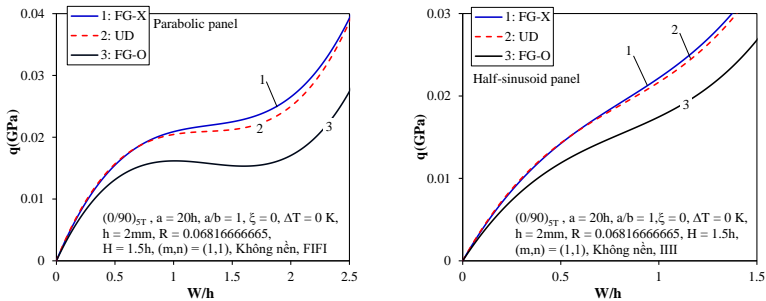 0.04
0.03
0.02
0.01
0
q(GPa)
1: FG-X
2: UD
3: FG-O
Parabolic panel
1
2
3
(0/90)5T , a = 20h, a/b = 1, ξ = 0, ΔT = 0 K,
h = 2mm, R = 0.06816666665,
H = 1.5h, (m,n) = (1,1), Không nền, FIFI
0 0.5 1 1.5 2 2.5
W/h
0.03
0.02
0.01
0
q(GPa)
1: FG-X
2: UD
3: FG-O
Half-sinusoid panel
1
2
3
(0/90)5T , a = 20h, a/b = 1,ξ = 0, ΔT = 0 K,
h = 2mm, R = 0.06816666665, H = 1.5h,
(m,n) = (1,1), Không nền, IIII
0 0.5 1 1.5
W/h